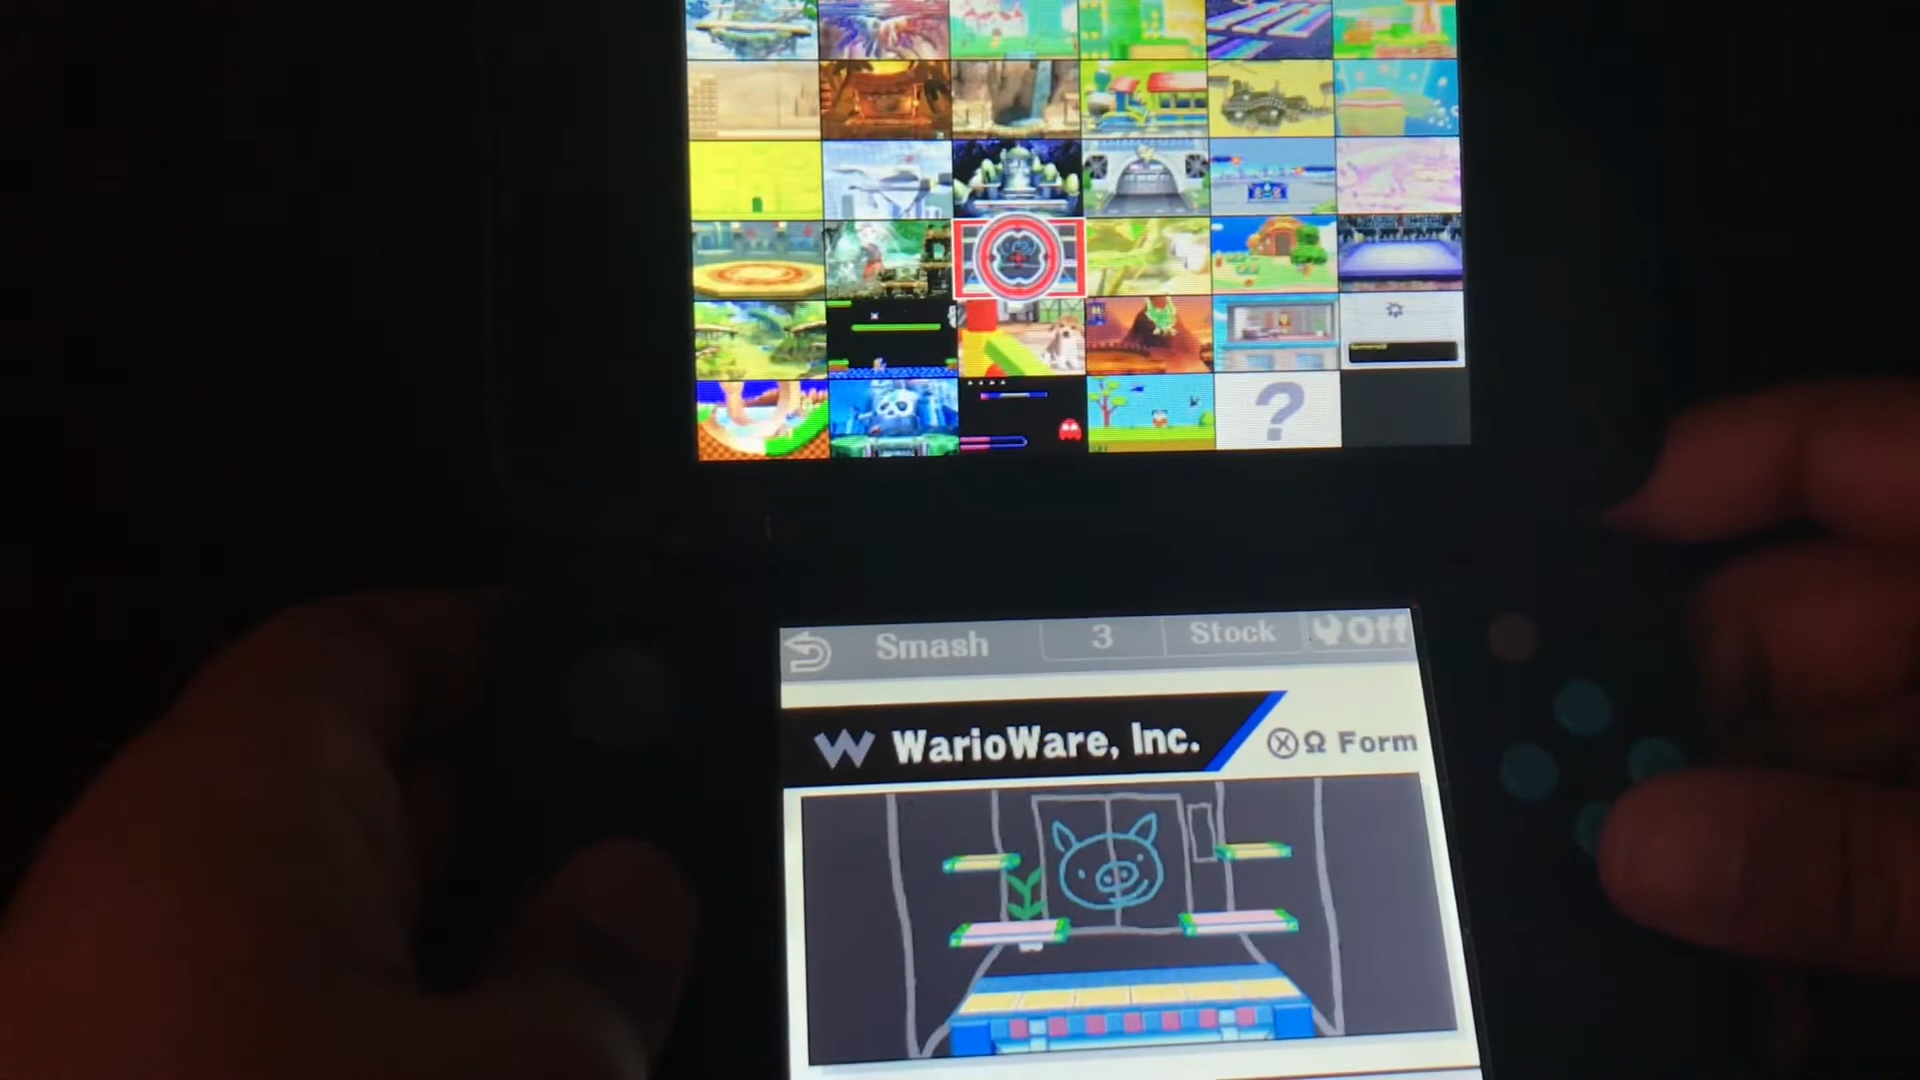 ?
Smash 3 Stock Off
W WarioWare, Inc. Ⓧ Ω Form